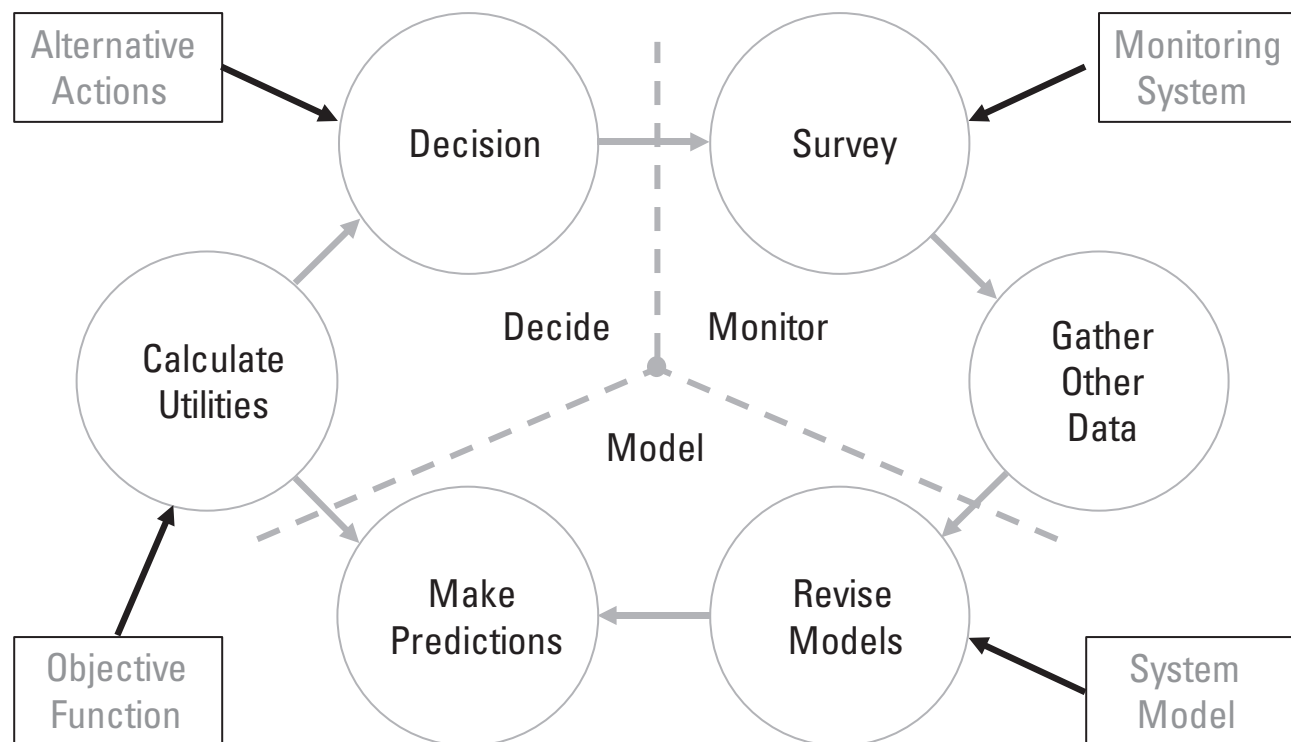 Alternative
Actions
Decision
Survey
Monitoring
System
Decide
Monitor
Calculate
Utilities
Gather
Other
Data
Model
Make
Predictions
Revise
Models
Objective
Function
System
Model